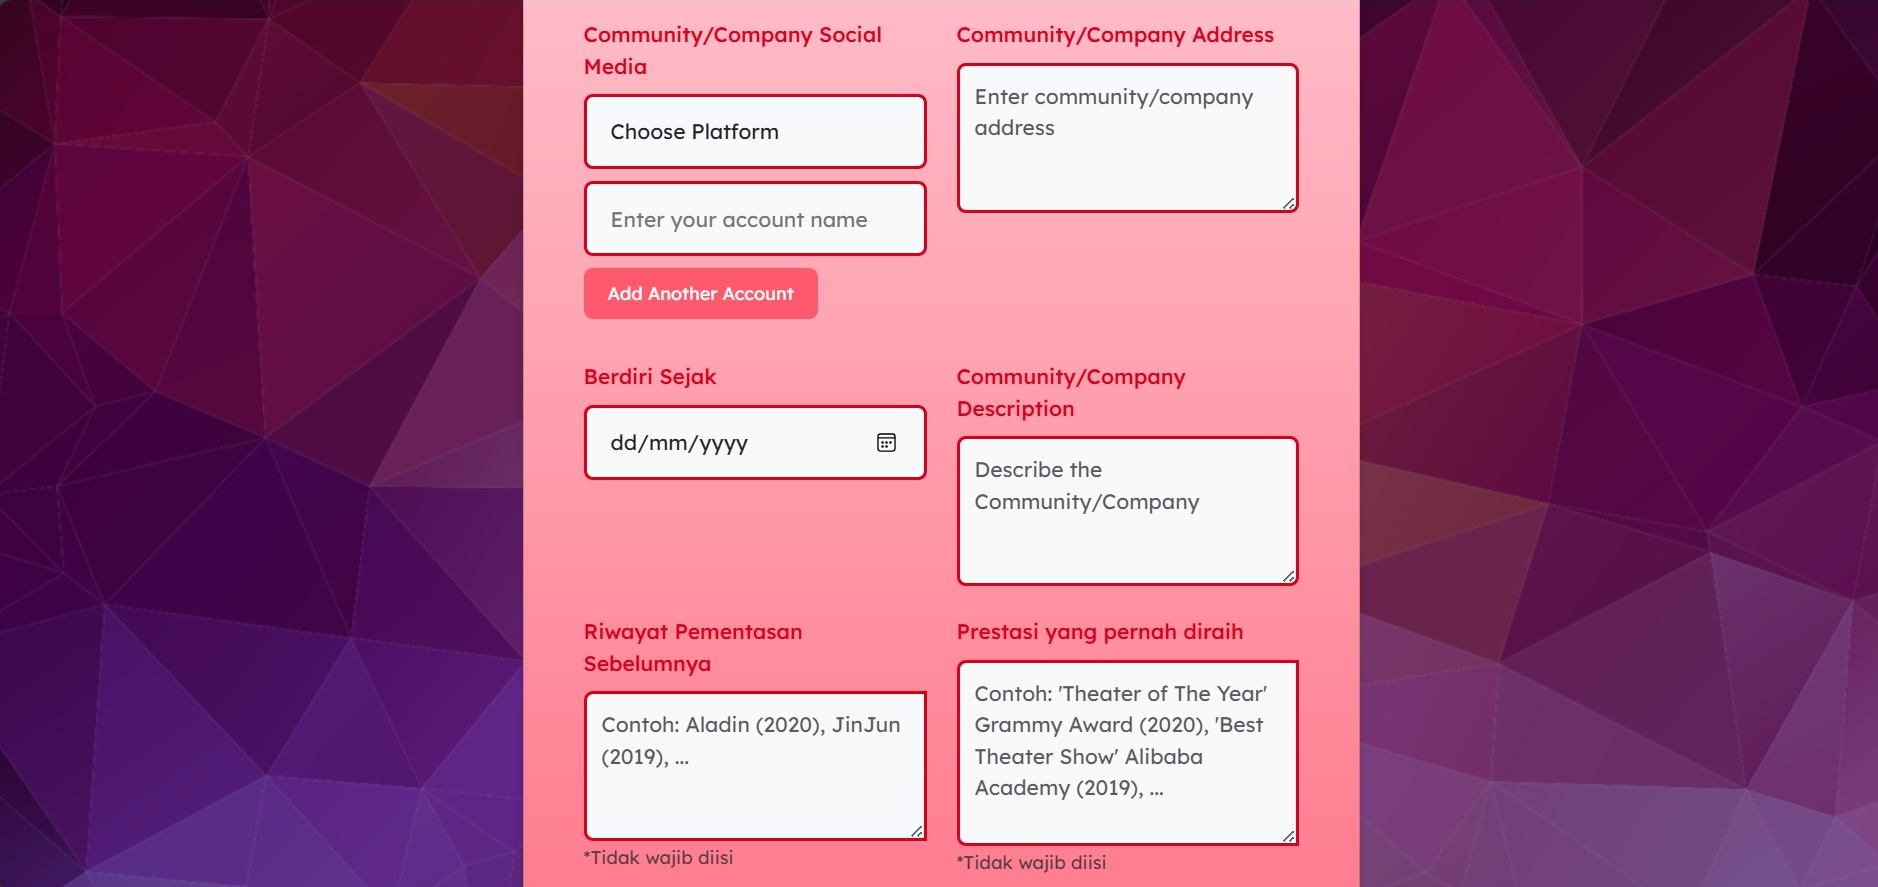 Community/Company Social
Media
Choose Platform
Enter your account name
Add Another Account
Community/Company Address
Enter community/company
address
Berdiri Sejak
dd/mm/yyyy
Community/Company
Description
Describe the
Community/Company
Riwayat Pementasan
Sebelumnya
Contoh: Aladin (2020), JinJun
(2019), ...
*Tidak wajib diisi
Prestasi yang pernah diraih
Contoh: 'Theater of The Year'
Grammy Award (2020), 'Best
Theater Show' Alibaba
Academy (2019), ...
*Tidak wajib diisi